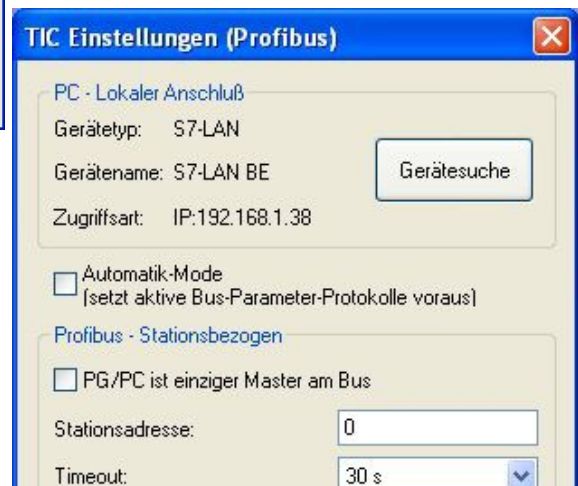 TIC Einstellungen (Profibus)
PC - Lokaler Anschluß
Gerätetyp: S7-LAN
Gerätename: S7-LAN BE
Gerätesuche
Zugriffsart: IP:192.168.1.38
Automatik-Mode
(setzt aktive Bus-Parameter-Protokolle voraus)
Profibus - Stationsbezogen
PG/PC ist einziger Master am Bus
Stationsadresse: 0
Timeout: 30 s